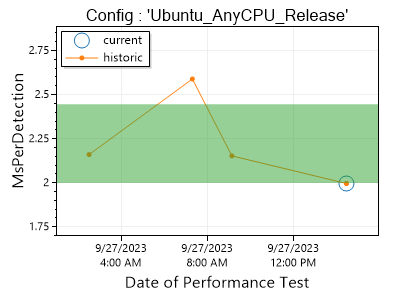 Config : 'Ubuntu_AnyCPU_Release'
current
historic
MsPerDetection
2.75
2.5
2.25
2
1.75
9/27/2023 9/27/2023 9/27/2023
4:00 AM 8:00 AM 12:00 PM
Date of Performance Test